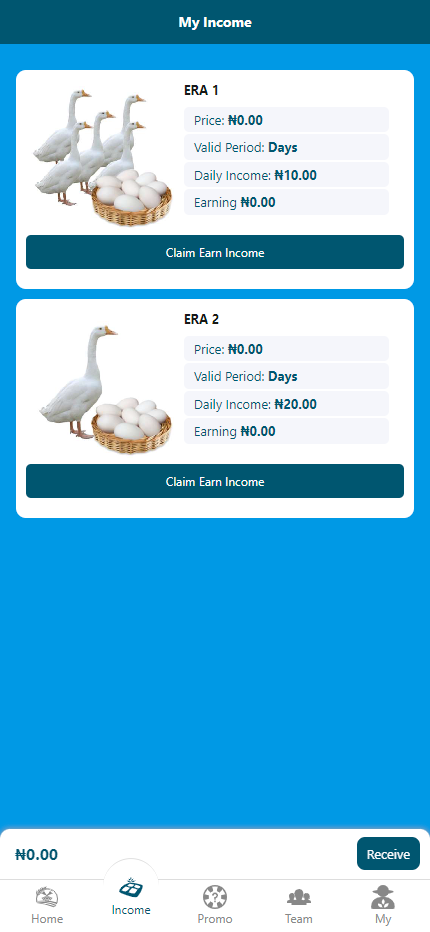 My Income
ERA 1
Price: ₦0.00
Valid Period: Days
Daily Income: ₦10.00
Earning ₦0.00
Claim Earn Income
ERA 2
Price: ₦0.00
Valid Period: Days
Daily Income: ₦20.00
Earning ₦0.00
Claim Earn Income
₦0.00
Receive
Home
Income
Promo
Team
My